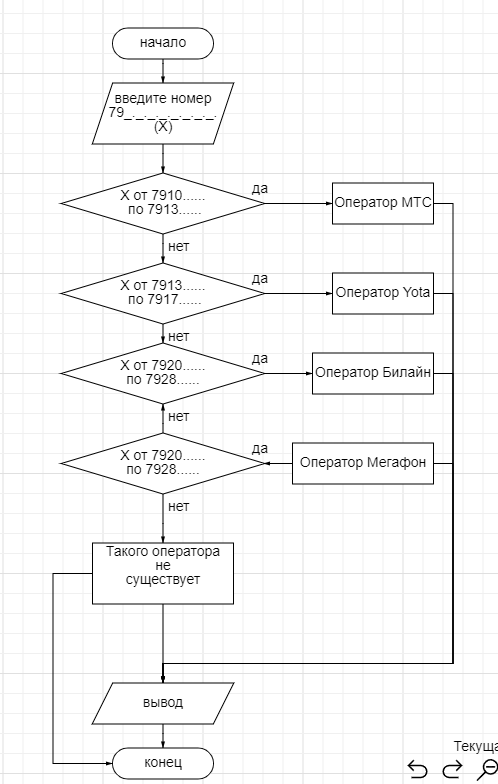 начало
введите номер
79_._._._._._._._.
(X)
X от 7910......
по 7913......
да
Оператор МТС
нет
X от 7913......
по 7917......
да
Оператор Yota
нет
X от 7920......
по 7928......
да
Оператор Билайн
нет
X от 7920......
по 7928......
да
Оператор Мегафон
нет
Такого оператора
не
существует
вывод
конец
Текуща